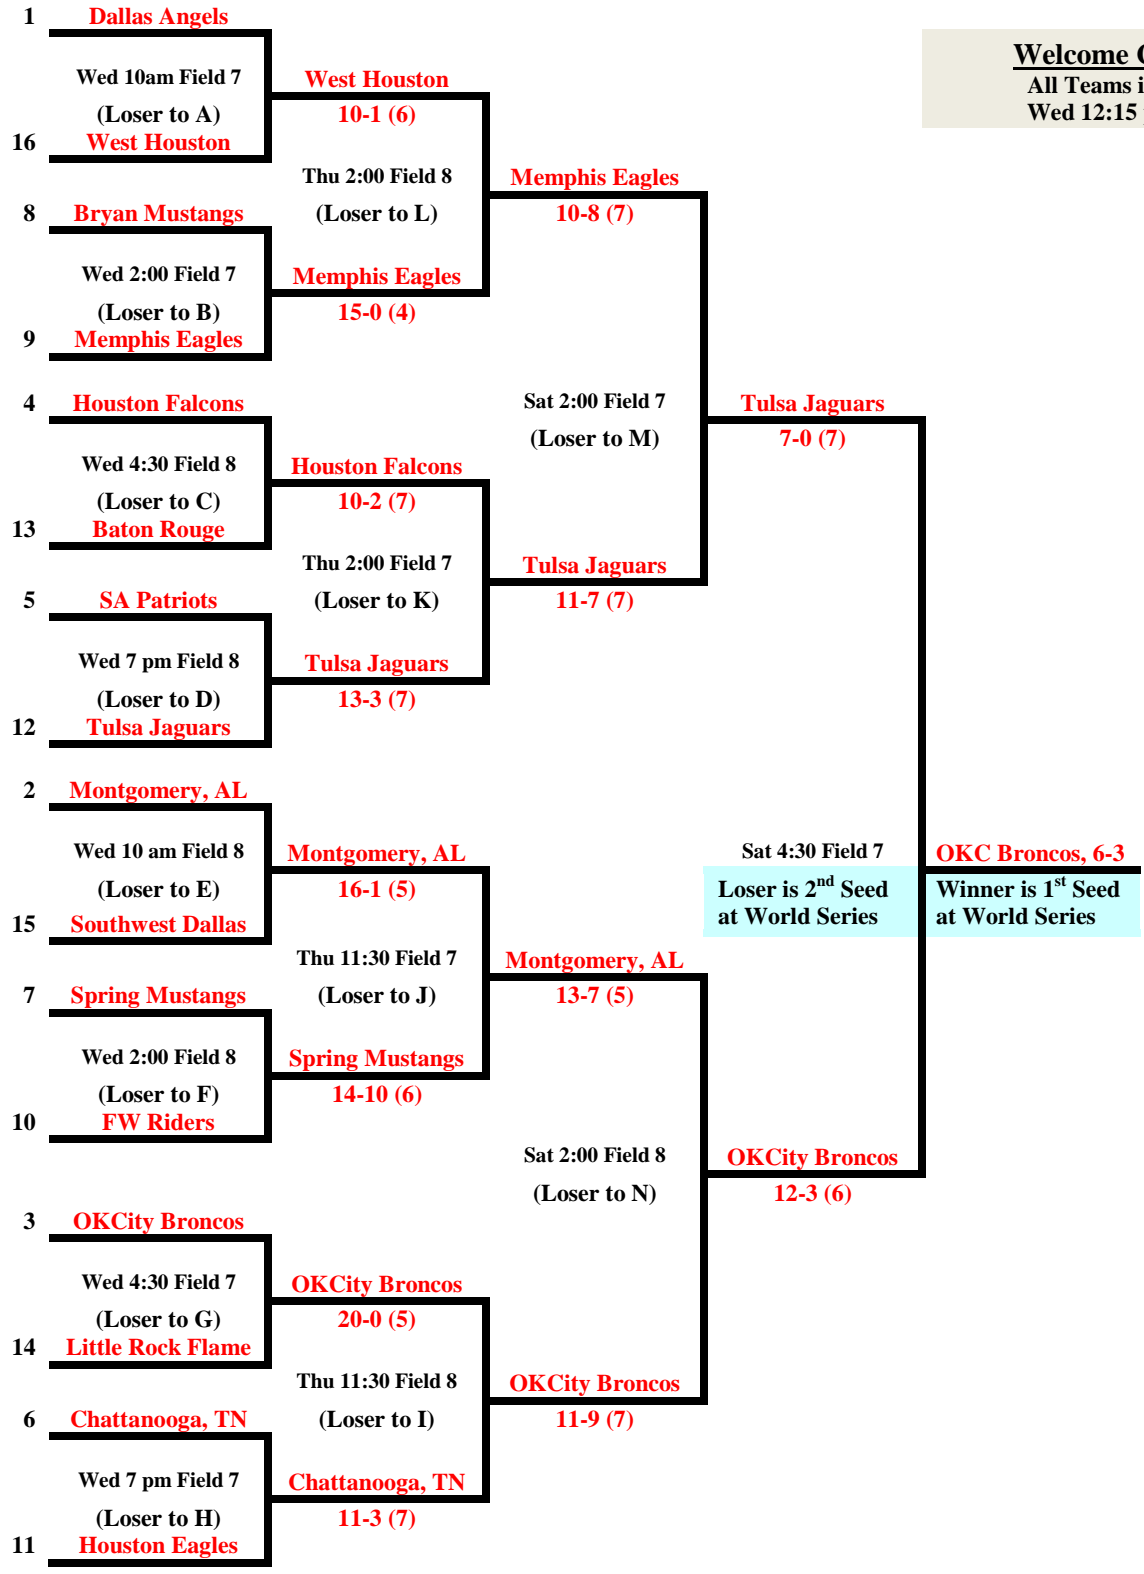 1 Dallas Angels
Welcome
All Teams
Wed 10am Field 7
West Houston
Wed 12:15
(Loser to A)
10-1 (6)
16 West Houston
Thu 2:00 Field 8
Memphis Eagles
8 Bryan Mustangs
(Loser to L)
10-8 (7)
Wed 2:00 Field 7
Memphis Eagles
(Loser to B)
15-0 (4)
9 Memphis Eagles
4 Houston Falcons
Sat 2:00 Field 7
Tulsa Jaguars
(Loser to M)
7-0 (7)
Wed 4:30 Field 8
Houston Falcons
(Loser to C)
10-2 (7)
13 Baton Rouge
Thu 2:00 Field 7
Tulsa Jaguars
5 SA Patriots
(Loser to K)
11-7 (7)
Wed 7 pm Field 8
Tulsa Jaguars
(Loser to D)
13-3 (7)
12 Tulsa Jaguars
2 Montgomery, AL
Wed 10 am Field 8
Montgomery, AL
Sat 4:30 Field 7
OKC Broncos, 6-3
(Loser to E)
16-1 (5)
Loser is 2nd Seed
at World Series
Winner is 1st Seed
at World Series
15 Southwest Dallas
Thu 11:30 Field 7
Montgomery, AL
7 Spring Mustangs
(Loser to J)
13-7 (5)
Wed 2:00 Field 8
Spring Mustangs
(Loser to F)
14-10 (6)
10 FW Riders
Sat 2:00 Field 8
OKCity Broncos
(Loser to N)
12-3 (6)
3 OKCity Broncos
Wed 4:30 Field 7
OKCity Broncos
(Loser to G)
20-0 (5)
14 Little Rock Flame
Thu 11:30 Field 8
OKCity Broncos
6 Chattanooga, TN
(Loser to I)
11-9 (7)
Wed 7 pm Field 7
Chattanooga, TN
(Loser to H)
11-3 (7)
11 Houston Eagles